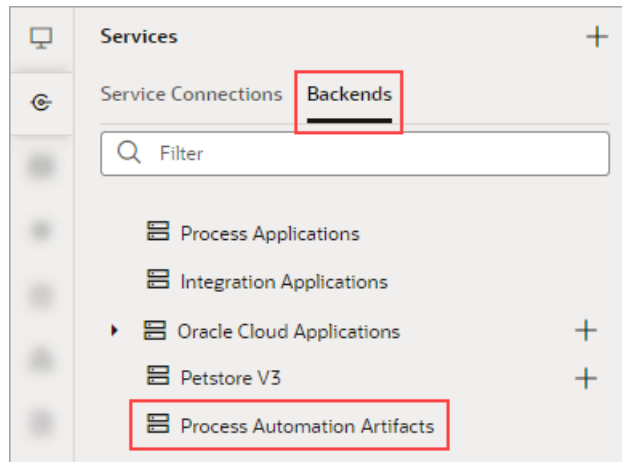 Services
Service Connections Backends
Filter
Process Applications
Integration Applications
Oracle Cloud Applications
Petstore V3
Process Automation Artifacts